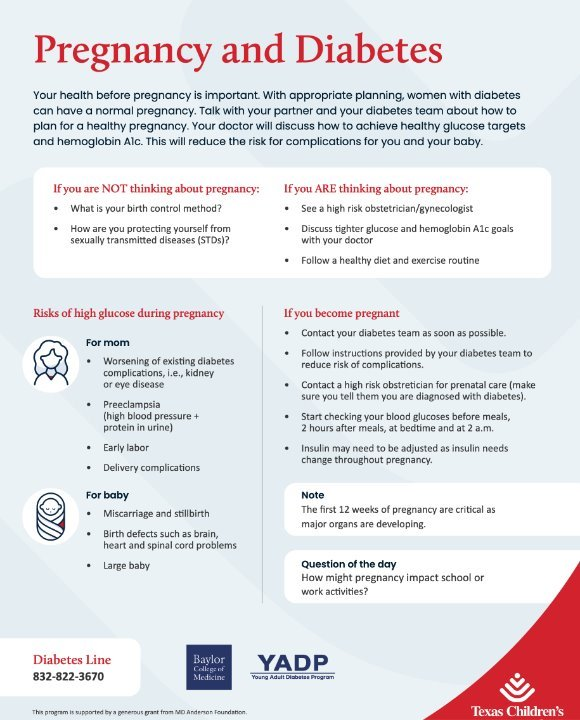 Pregnancy and Diabetes
Your health before pregnancy is important. With appropriate planning, women with diabetes
can have a normal pregnancy. Talk with your partner and your diabetes team about how to
plan for a healthy pregnancy. Your doctor will discuss how to achieve healthy glucose targets
and hemoglobin A1c. This will reduce the risk for complications for you and your baby.
If you are NOT thinking about pregnancy:
• What is your birth control method?
• How are you protecting yourself from
sexually transmitted diseases (STDs)?
If you ARE thinking about pregnancy:
• See a high risk obstetrician/gynecologist
• Discuss tighter glucose and hemoglobin A1c goals
with your doctor
• Follow a healthy diet and exercise routine
Risks of high glucose during pregnancy
For mom
• Worsening of existing diabetes
complications, i.e., kidney
or eye disease
• Preeclampsia
(high blood pressure +
protein in urine)
• Early labor
• Delivery complications
For baby
• Miscarriage and stillbirth
• Birth defects such as brain,
heart and spinal cord problems
• Large baby
If you become pregnant
• Contact your diabetes team as soon as possible.
• Follow instructions provided by your diabetes team to
reduce risk of complications.
• Contact a high risk obstretician for prenatal care (make
sure you tell them you are diagnosed with diabetes).
• Start checking your blood glucoses before meals,
2 hours after meals, at bedtime and at 2 a.m.
• Insulin may need to be adjusted as insulin needs
change throughout pregnancy.
Note
The first 12 weeks of pregnancy are critical as
major organs are developing.
Question of the day
How might pregnancy impact school or
work activities?
Diabetes Line
832-822-3670
Baylor
College of
Medicine
YADP
Young Adult Diabetes Program
Texas Children's
This program is supported by a generous grant from MD Anderson Foundation.